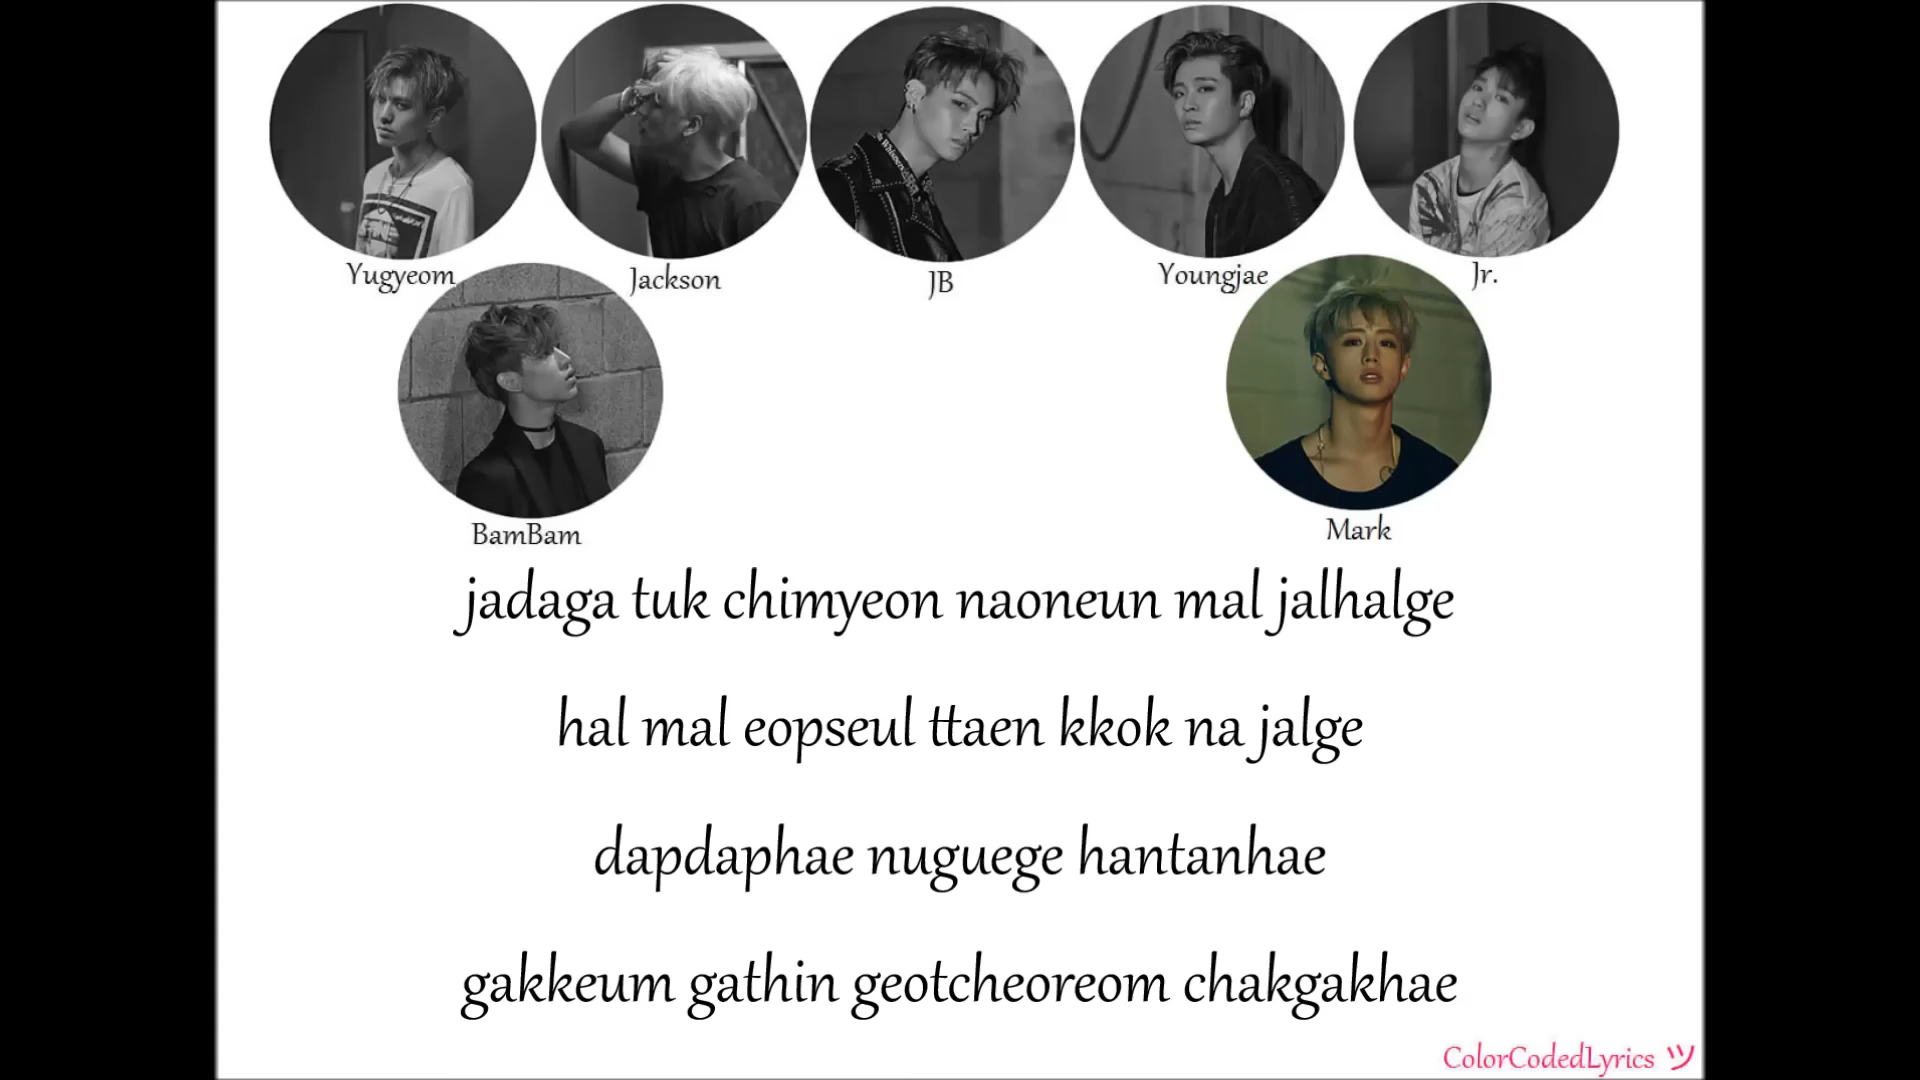 Yugyeom
Jackson
JB
Youngjae
Jr.
BamBam
Mark
jadaga tuk chimyeon naoneun mal jalhalge
hal mal eopseul ttaen kkok na jalge
dapdaphae nuguege hantanhae
gakkeum gathin geotcheoreom chakgakhae
ColorCodedLyrics ツ